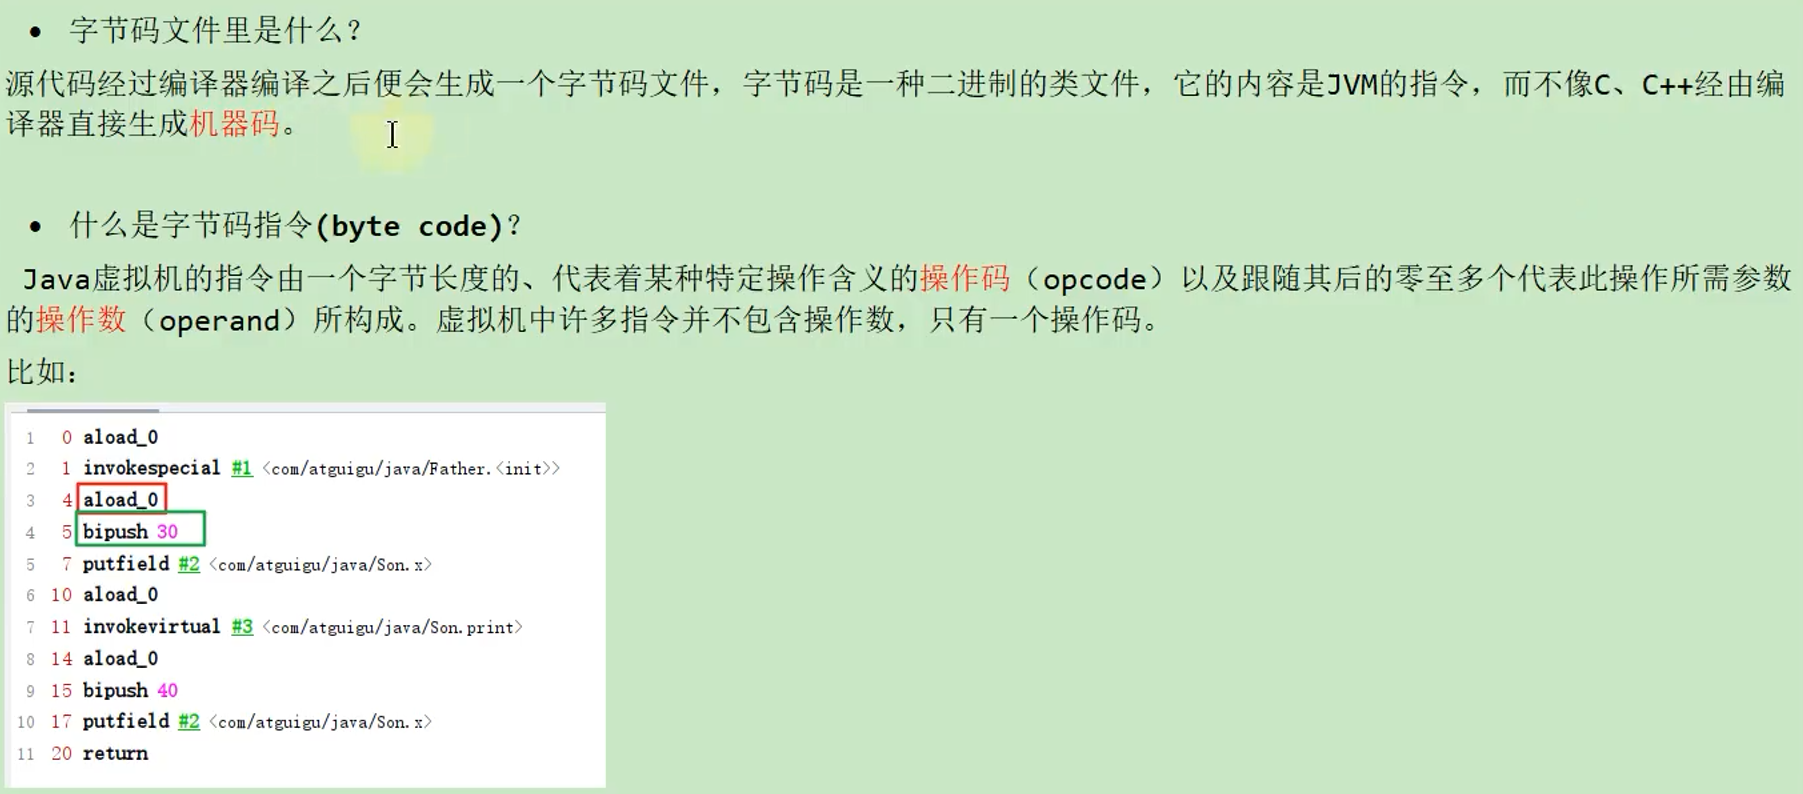 • 字节码文件里是什么？
源代码经过编译器编译之后便会生成一个字节码文件，字节码是一种二进制的类文件，它的内容是JVM的指令，而不像C、C++经由编
译器直接生成机器码。
• 什么是字节码指令(byte code)？
Java虚拟机的指令由一个字节长度的、代表着某种特定操作含义的操作码（opcode）以及跟随其后的零至多个代表此操作所需参数
的操作数（operand）所构成。虚拟机中许多指令并不包含操作数，只有一个操作码。
比如：
1 0 aload_0
2 1 invokespecial #1 <com/atguigu/java/Father.<init>>
3 4 aload_0
4 5 bipush 30
5 7 putfield #2 <com/atguigu/java/Son.x>
6 10 aload_0
7 11 invokevirtual #3 <com/atguigu/java/Son.print>
8 14 aload_0
9 15 bipush 40
10 17 putfield #2 <com/atguigu/java/Son.x>
11 20 return